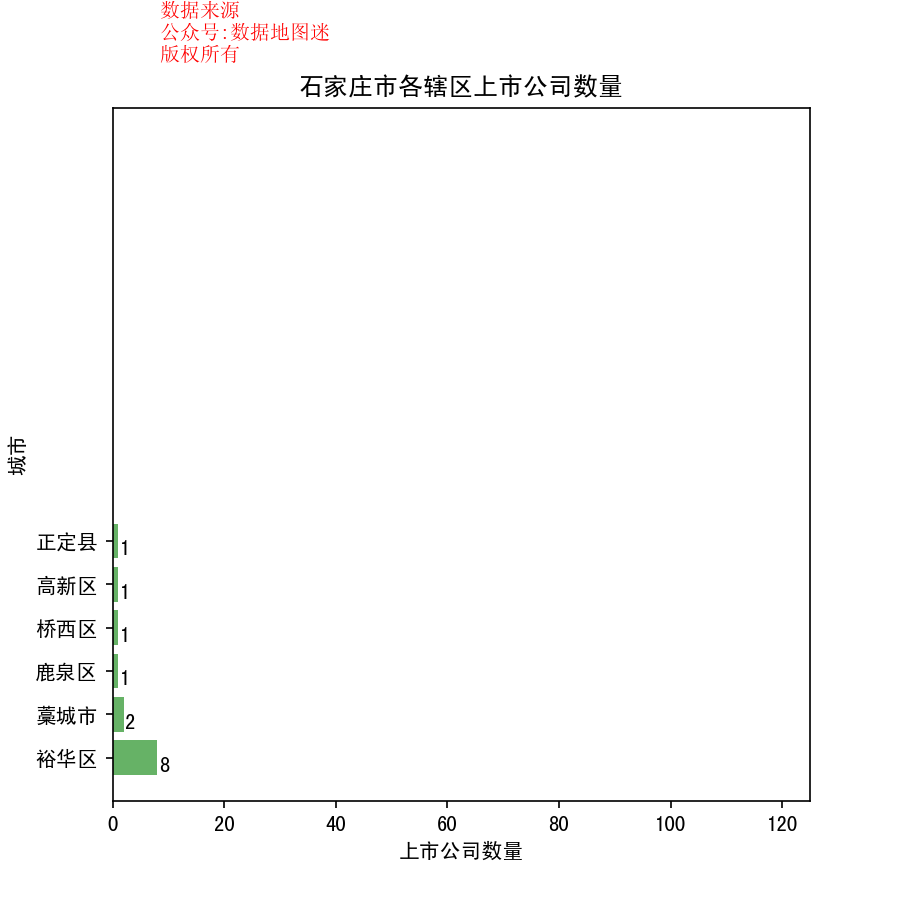 数据来源
公众号:数据地图迷
版权所有
石家庄市各辖区上市公司数量
城市
正定县 1
高新区 1
桥西区 1
鹿泉区 1
藁城市 2
裕华区 8
0 20 40 60 80 100 120
上市公司数量